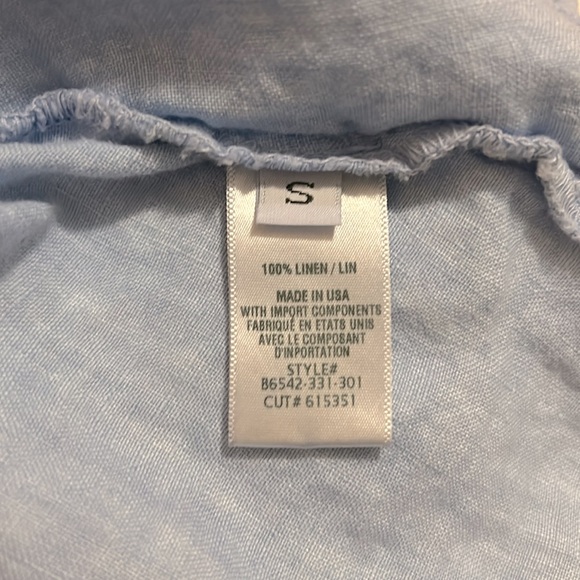 S
100% LINEN / LIN
MADE IN USA
WITH IMPORT COMPONENTS
FABRIQUÉ EN ETATS UNIS
AVEC LE COMPOSANT
D'INPORTATION
STYLE#
B6542-331-301
CUT# 615351